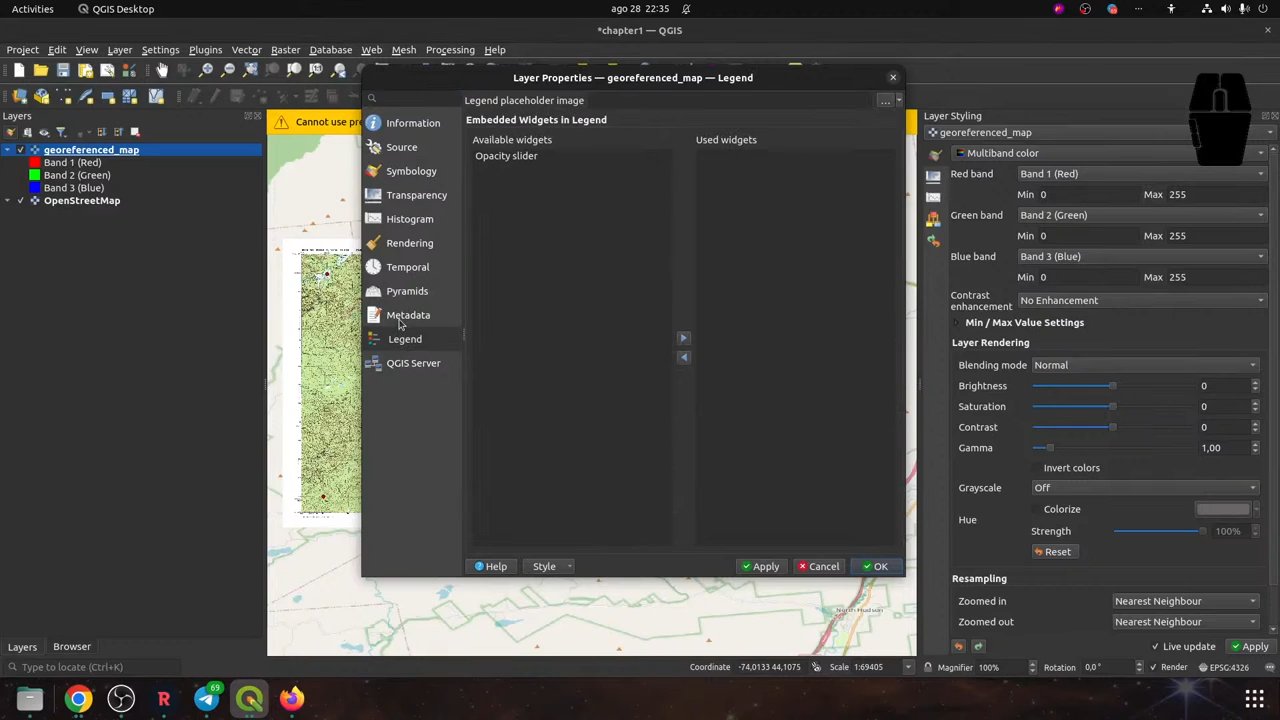 Activities
QGIS Desktop
ago 28 22:35
*chapter1 — QGIS
Project Edit View Layer Settings Plugins Vector Raster Database Web Mesh Processing Help
Layers
georeferenced_map
Band 1 (Red)
Band 2 (Green)
Band 3 (Blue)
OpenStreetMap
Cannot use pre
Layer Properties — georeferenced_map — Legend
Information
Source
Symbology
Transparency
Histogram
Rendering
Temporal
Pyramids
Metadata
Legend
QGIS Server
Legend placeholder image
...
Embedded Widgets in Legend
Available widgets
Used widgets
Opacity slider
Help
Style
Apply
Cancel
OK
Layer Styling
georeferenced_map
Multiband color
Red band Band 1 (Red)
Min 0 Max 255
Green band Band 2 (Green)
Min 0 Max 255
Blue band Band 3 (Blue)
Min 0 Max 255
Contrast
enhancement No Enhancement
Min / Max Value Settings
Layer Rendering
Blending mode Normal
Brightness 0
Saturation 0
Contrast 0
Gamma 1,00
Invert colors
Grayscale Off
Hue
Colorize
Strength 100%
Reset
Resampling
Zoomed in Nearest Neighbour
Zoomed out Nearest Neighbour
Live update
Apply
North Hudson
Layers Browser
Type to locate (Ctrl+K)
Coordinate -74,0133 44,1075
Scale 1:69405
Magnifier 100%
Rotation 0,0°
Render
EPSG:4326
69